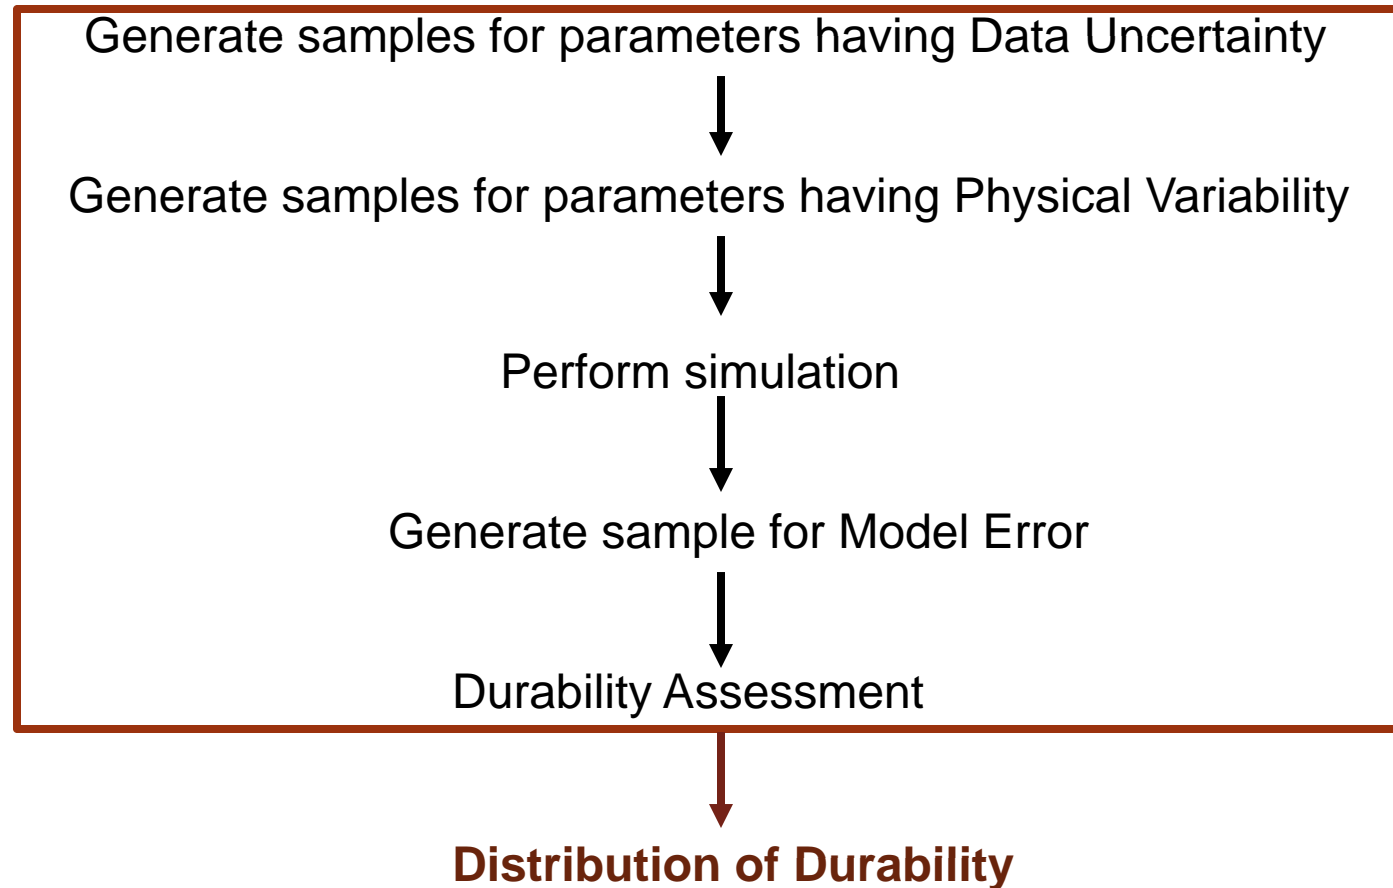 Generate samples for parameters having Data Uncertainty
Generate samples for parameters having Physical Variability
Perform simulation
Generate sample for Model Error
Durability Assessment
Distribution of Durability